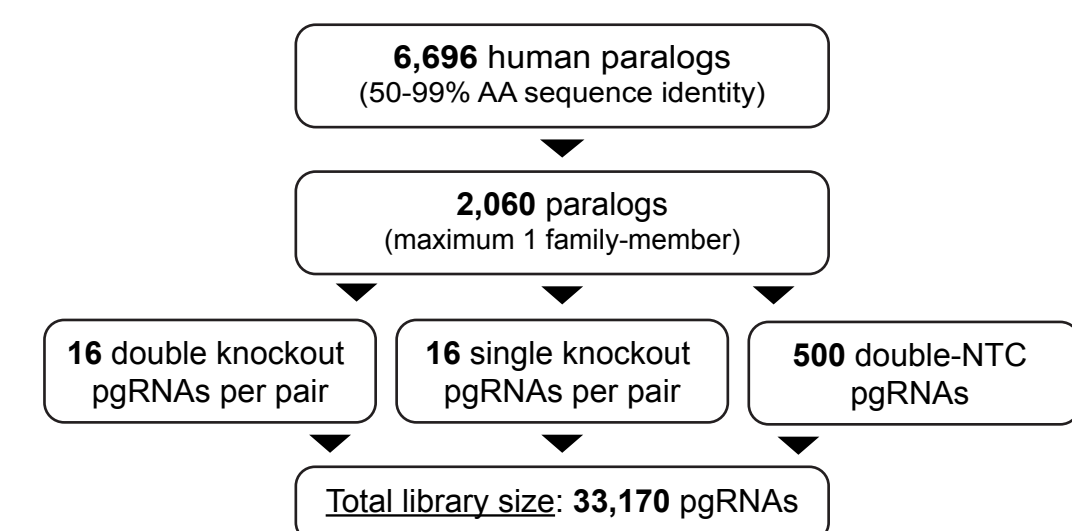 6,696 human paralogs
(50-99% AA sequence identity)
2,060 paralogs
(maximum 1 family-member)
16 double knockout
pgRNAs per pair
16 single knockout
pgRNAs per pair
500 double-NTC
pgRNAs
Total library size: 33,170 pgRNAs